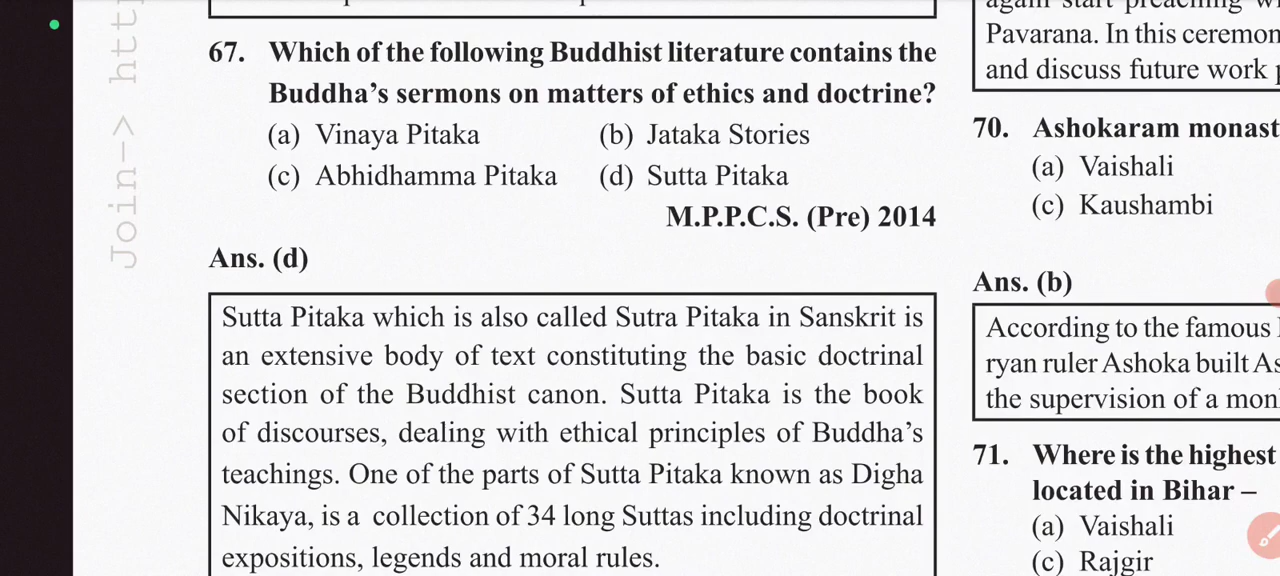 67. Which of the following Buddhist literature contains the
Buddha's sermons on matters of ethics and doctrine?
(a) Vinaya Pitaka (b) Jataka Stories
(c) Abhidhamma Pitaka (d) Sutta Pitaka
M.P.P.C.S. (Pre) 2014
Ans. (d)
Sutta Pitaka which is also called Sutra Pitaka in Sanskrit is
an extensive body of text constituting the basic doctrinal
section of the Buddhist canon. Sutta Pitaka is the book
of discourses, dealing with ethical principles of Buddha's
teachings. One of the parts of Sutta Pitaka known as Digha
Nikaya, is a collection of 34 long Suttas including doctrinal
expositions, legends and moral rules.
again start preaching
Pavarana. In this
and discuss future work
70. Ashokaram
(a) Vaishali
(c) Kaushambi
Ans. (b)
According to the famous
ryan ruler Ashoka built
the supervision of a
71. Where is the highest
located in Bihar –
(a) Vaishali
(c) Rajgir
Join->